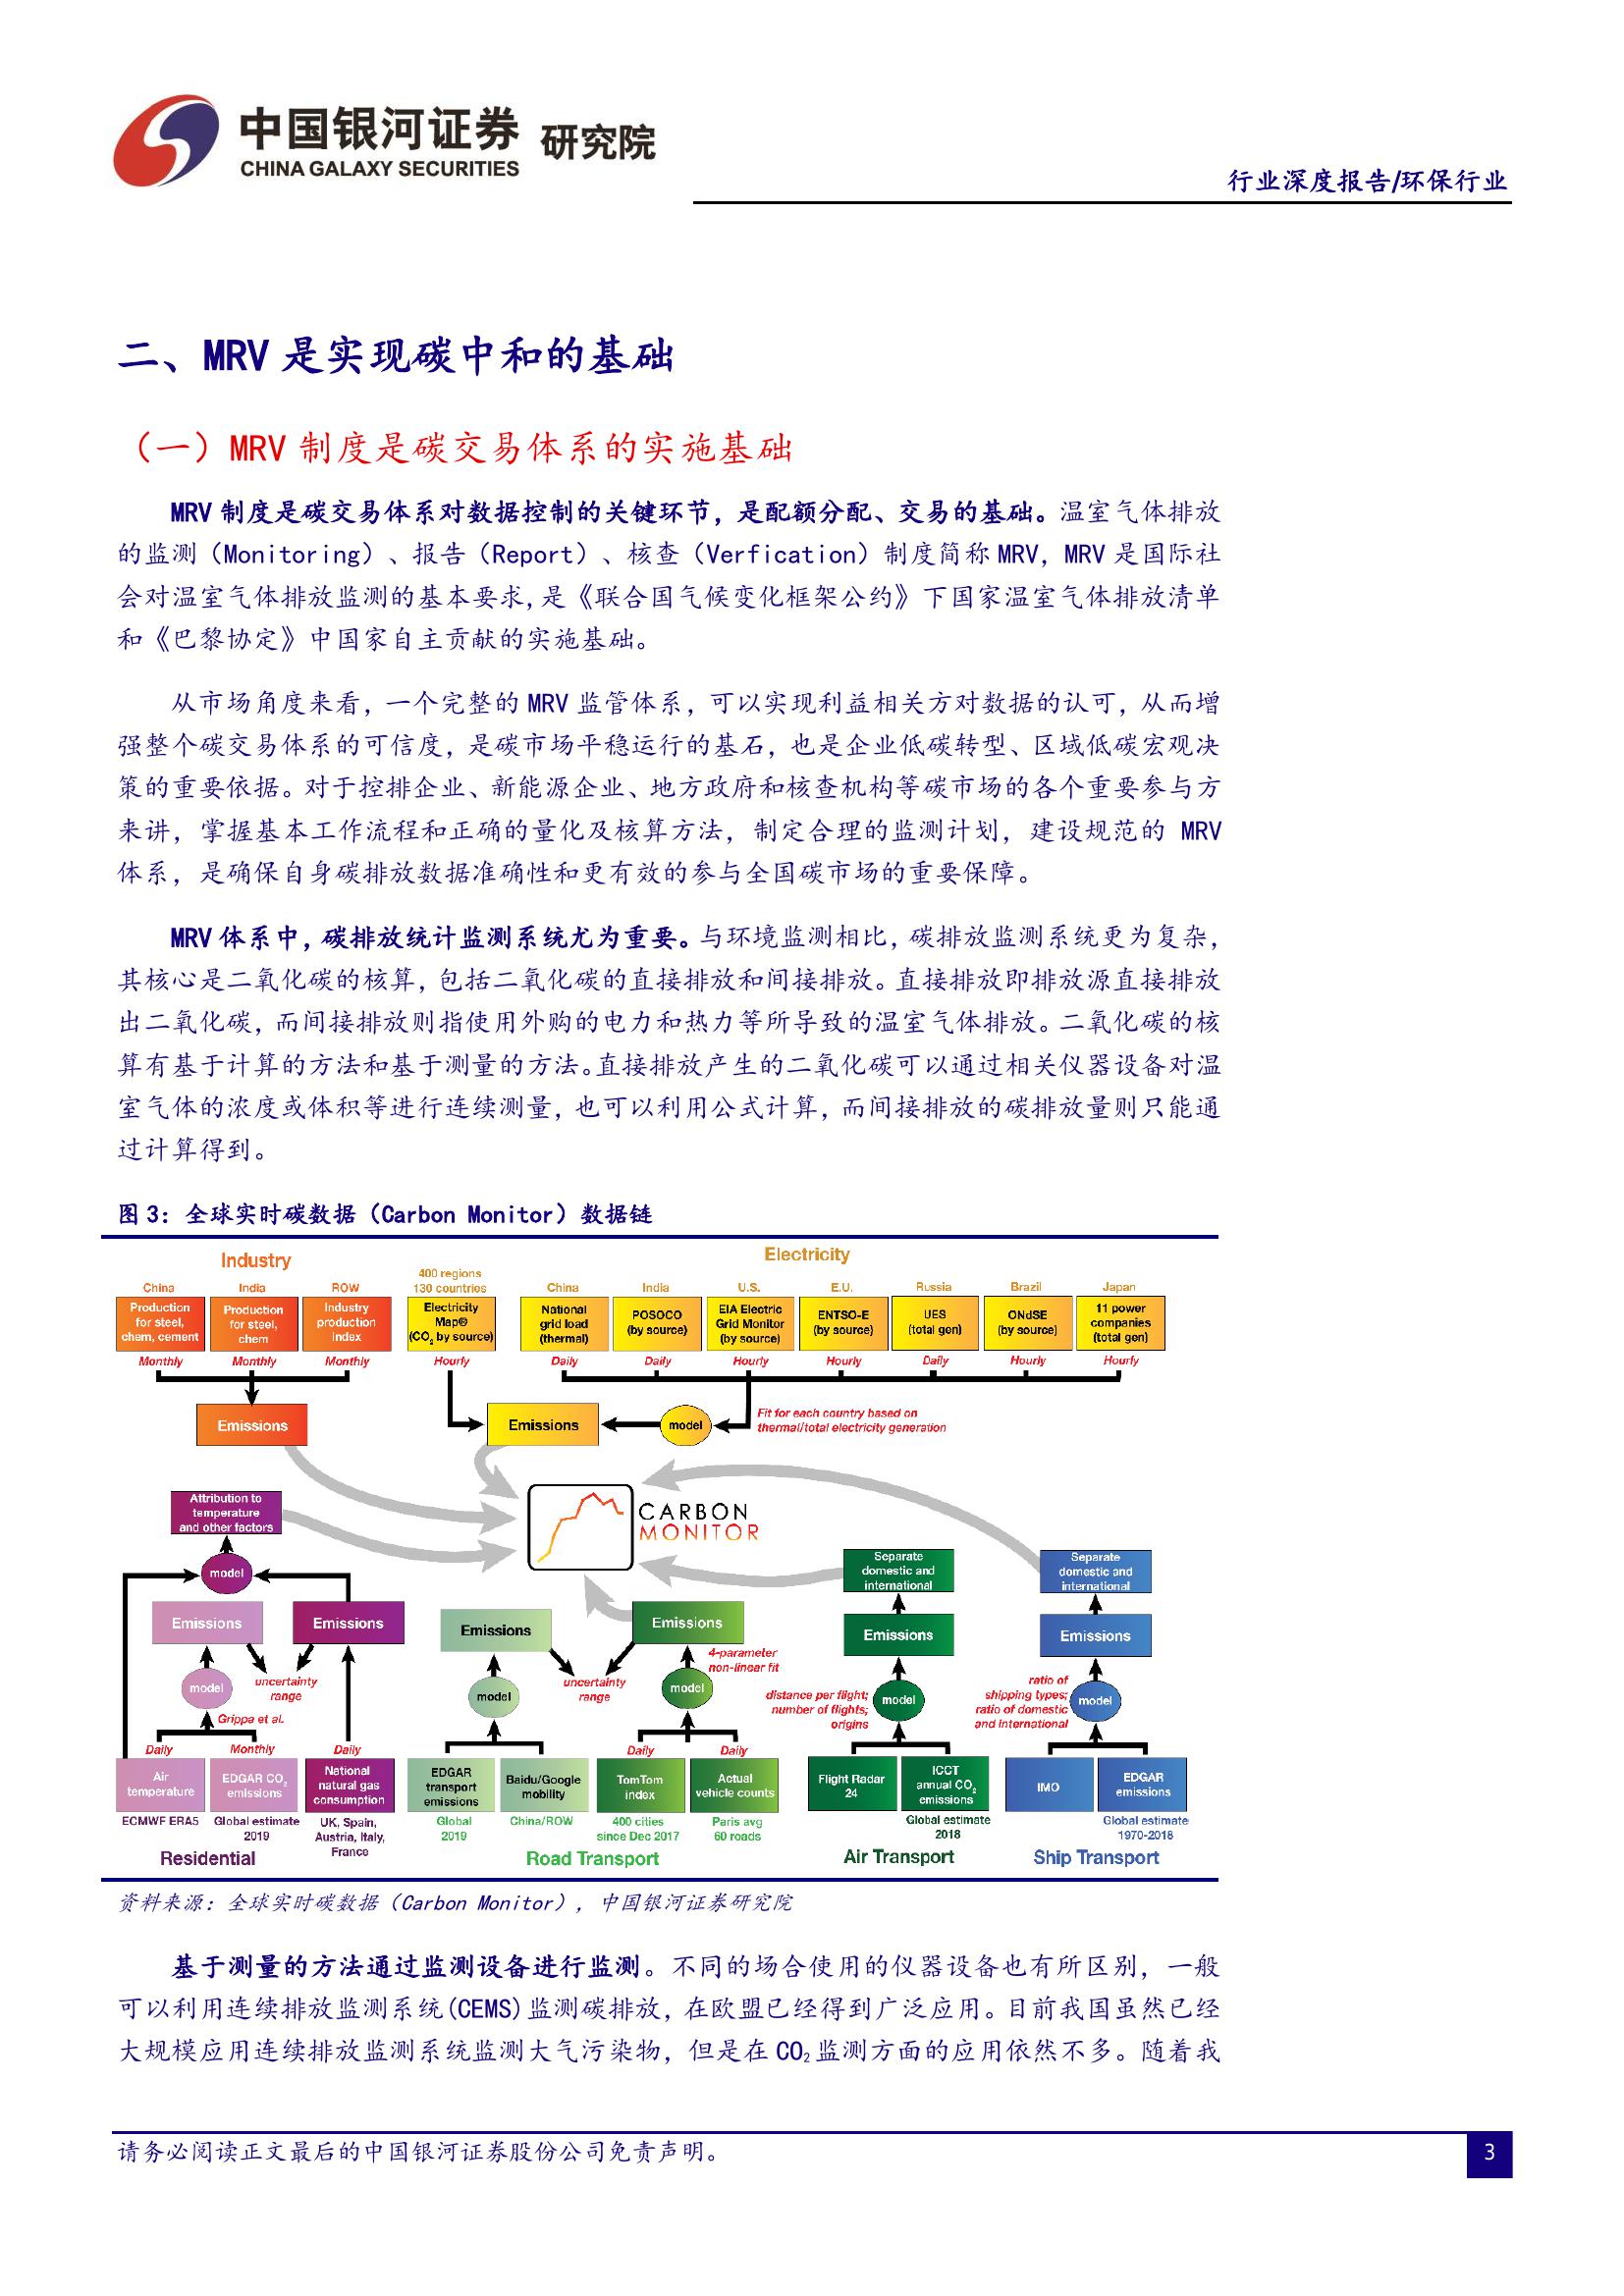 中国银河证券 研究院
CHINA GALAXY SECURITIES
行业深度报告/环保行业
二、MRV 是实现碳中和的基础
（一）MRV 制度是碳交易体系的实施基础
MRV 制度是碳交易体系对数据控制的关键环节，是配额分配、交易的基础。温室气体排放
的监测（Monitoring）、报告（Report）、核查（Verfication）制度简称 MRV，MRV 是国际社
会对温室气体排放监测的基本要求，是《联合国气候变化框架公约》下国家温室气体排放清单
和《巴黎协定》中国家自主贡献的实施基础。
从市场角度来看，一个完整的 MRV 监管体系，可以实现利益相关方对数据的认可，从而增
强整个碳交易体系的可信度，是碳市场平稳运行的基石，也是企业低碳转型、区域低碳宏观决
策的重要依据。对于控排企业、新能源企业、地方政府和核查机构等碳市场的各个重要参与方
来讲，掌握基本工作流程和正确的量化及核算方法，制定合理的监测计划，建设规范的 MRV
体系，是确保自身碳排放数据准确性和更有效的参与全国碳市场的重要保障。
MRV 体系中，碳排放统计监测系统尤为重要。与环境监测相比，碳排放监测系统更为复杂，
其核心是二氧化碳的核算，包括二氧化碳的直接排放和间接排放。直接排放即排放源直接排放
出二氧化碳，而间接排放则指使用外购的电力和热力等所导致的温室气体排放。二氧化碳的核
算有基于计算的方法和基于测量的方法。直接排放产生的二氧化碳可以通过相关仪器设备对温
室气体的浓度或体积等进行连续测量，也可以利用公式计算，而间接排放的碳排放量则只能通
过计算得到。
图 3：全球实时碳数据（Carbon Monitor）数据链
Industry
Electricity
China India ROW
400 regions
130 countries
China India U.S. E.U. Russia Brazil Japan
Production
for steel,
chem, cement
Production
for steel,
chem
Industry
production
index
Electricity
Map®
(CO₂ by source)
National
grid load
(thermal)
POSOCO
(by source)
EIA Electric
Grid Monitor
(by source)
ENTSO-E
(by source)
UES
(total gen)
ONdSE
(by source)
11 power
companies
(total gen)
Monthly Monthly Monthly Hourly Daily Daily Hourly Hourly Daily Hourly Hourly
Emissions
Emissions
model
Fit for each country based on
thermal/total electricity generation
CARBON
MONITOR
Attribution to
temperature
and other factors
model
Emissions
Emissions
uncertainty
range
model
Grippa et al.
Daily Monthly Daily
Air
temperature
EDGAR CO₂
emissions
National
natural gas
consumption
ECMWF ERA5
Global estimate
2019
UK, Spain,
Austria, Italy,
France
Residential
Emissions
Emissions
uncertainty
range
4-parameter
non-linear fit
model
model
Daily Daily
EDGAR
transport
emissions
Baidu/Google
mobility
TomTom
index
Actual
vehicle counts
Global
2019
China/ROW
400 cities
since Dec 2017
Paris avg
60 roads
Road Transport
Separate
domestic and
international
Emissions
distance per flight;
number of flights;
origins
model
Flight Radar
24
ICCT
annual CO₂
emissions
Global estimate
2018
Air Transport
Separate
domestic and
international
Emissions
ratio of
shipping types;
ratio of domestic
and international
model
IMO
EDGAR
emissions
Global estimate
1970-2018
Ship Transport
资料来源：全球实时碳数据（Carbon Monitor），中国银河证券研究院
基于测量的方法通过监测设备进行监测。不同的场合使用的仪器设备也有所区别，一般
可以利用连续排放监测系统(CEMS)监测碳排放，在欧盟已经得到广泛应用。目前我国虽然已经
大规模应用连续排放监测系统监测大气污染物，但是在 CO₂ 监测方面的应用依然不多。随着我
请务必阅读正文最后的中国银河证券股份公司免责声明。
3